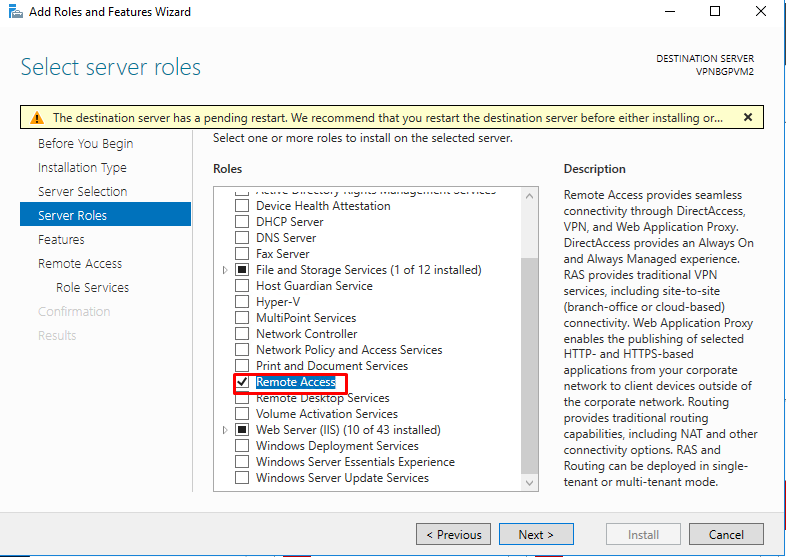 Add Roles and Features Wizard
Select server roles
DESTINATION SERVER
VPNBGPVM2
The destination server has a pending restart. We recommend that you restart the destination server before either installing or...
Before You Begin
Installation Type
Server Selection
Server Roles
Features
Remote Access
Role Services
Confirmation
Results
Select one or more roles to install on the selected server.
Roles
Active Directory Rights Management Services
Device Health Attestation
DHCP Server
DNS Server
Fax Server
File and Storage Services (1 of 12 installed)
Host Guardian Service
Hyper-V
MultiPoint Services
Network Controller
Network Policy and Access Services
Print and Document Services
Remote Access
Remote Desktop Services
Volume Activation Services
Web Server (IIS) (10 of 43 installed)
Windows Deployment Services
Windows Server Essentials Experience
Windows Server Update Services
Description
Remote Access provides seamless
connectivity through DirectAccess,
VPN, and Web Application Proxy.
DirectAccess provides an Always On
and Always Managed experience.
RAS provides traditional VPN
services, including site-to-site
(branch-office or cloud-based)
connectivity. Web Application Proxy
enables the publishing of selected
HTTP- and HTTPS-based
applications from your corporate
network to client devices outside of
the corporate network. Routing
provides traditional routing
capabilities, including NAT and other
connectivity options. RAS and
Routing can be deployed in single-
tenant or multi-tenant mode.
< Previous
Next >
Install
Cancel